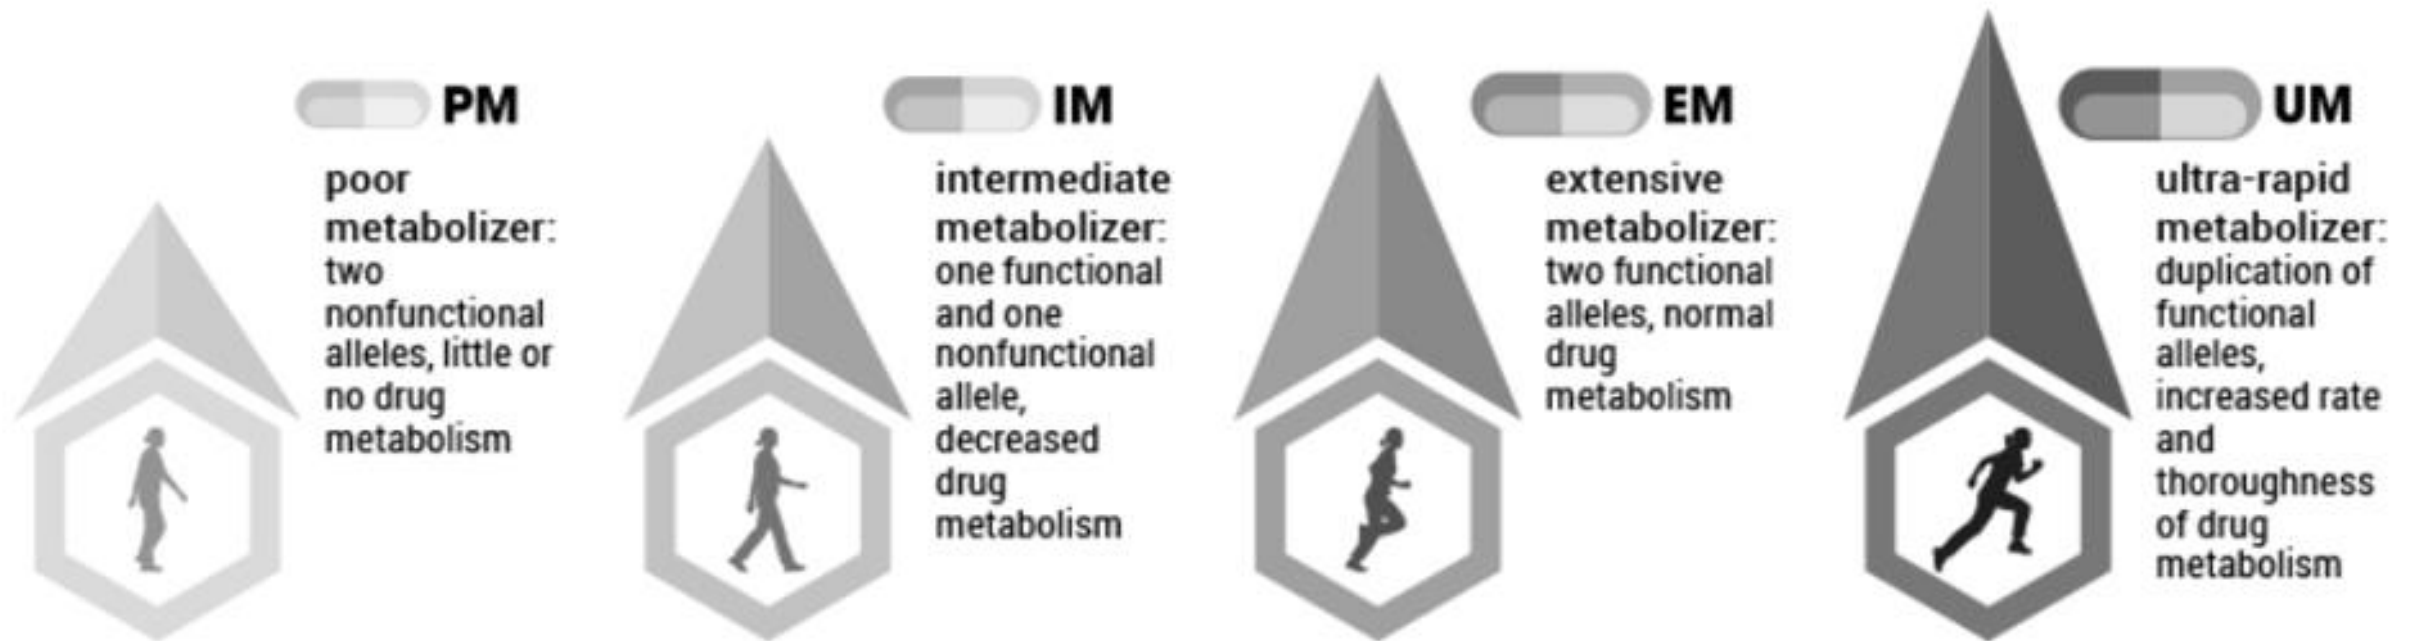 PM
poor
metabolizer:
two
nonfunctional
alleles, little or
no drug
metabolism
IM
intermediate
metabolizer:
one functional
and one
nonfunctional
allele,
decreased
drug
metabolism
EM
extensive
metabolizer:
two functional
alleles, normal
drug
metabolism
UM
ultra-rapid
metabolizer:
duplication of
functional
alleles,
increased rate
and
thoroughness
of drug
metabolism